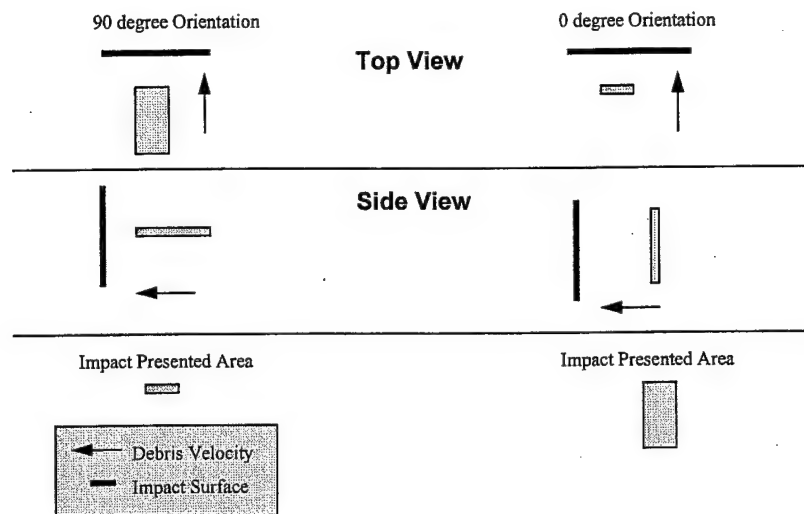 90 degree Orientation
0 degree Orientation
Top View
Side View
Impact Presented Area
Impact Presented Area
Debris Velocity
Impact Surface